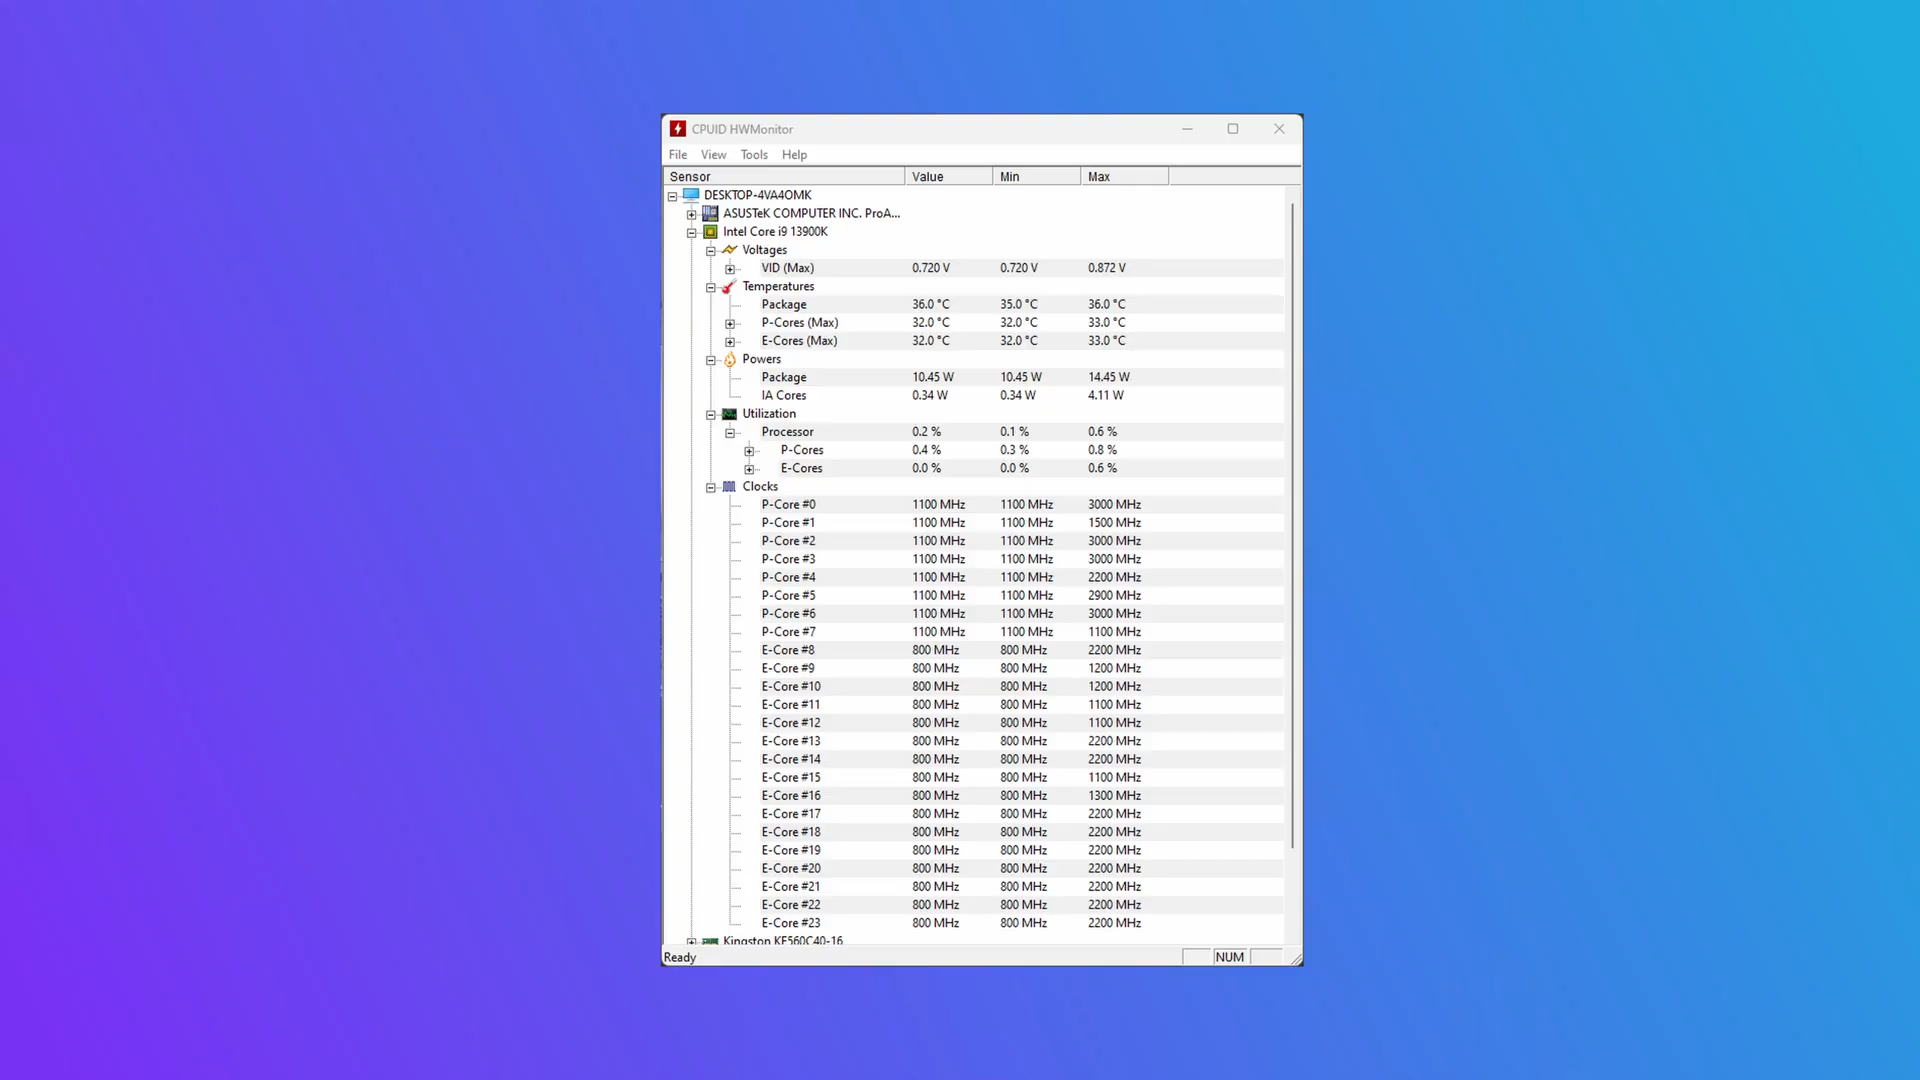 CPUID HWMonitor
File View Tools Help
Sensor Value Min Max
DESKTOP-4VA4OMK
ASUSTeK COMPUTER INC. ProA...
Intel Core i9 13900K
Voltages
VID (Max) 0.720 V 0.720 V 0.872 V
Temperatures
Package 36.0 °C 35.0 °C 36.0 °C
P-Cores (Max) 32.0 °C 32.0 °C 33.0 °C
E-Cores (Max) 32.0 °C 32.0 °C 33.0 °C
Powers
Package 10.45 W 10.45 W 14.45 W
IA Cores 0.34 W 0.34 W 4.11 W
Utilization
Processor 0.2 % 0.1 % 0.6 %
P-Cores 0.4 % 0.3 % 0.8 %
E-Cores 0.0 % 0.0 % 0.6 %
Clocks
P-Core #0 1100 MHz 1100 MHz 3000 MHz
P-Core #1 1100 MHz 1100 MHz 1500 MHz
P-Core #2 1100 MHz 1100 MHz 3000 MHz
P-Core #3 1100 MHz 1100 MHz 3000 MHz
P-Core #4 1100 MHz 1100 MHz 2200 MHz
P-Core #5 1100 MHz 1100 MHz 2900 MHz
P-Core #6 1100 MHz 1100 MHz 3000 MHz
P-Core #7 1100 MHz 1100 MHz 1100 MHz
E-Core #8 800 MHz 800 MHz 2200 MHz
E-Core #9 800 MHz 800 MHz 1200 MHz
E-Core #10 800 MHz 800 MHz 1200 MHz
E-Core #11 800 MHz 800 MHz 1100 MHz
E-Core #12 800 MHz 800 MHz 1100 MHz
E-Core #13 800 MHz 800 MHz 2200 MHz
E-Core #14 800 MHz 800 MHz 2200 MHz
E-Core #15 800 MHz 800 MHz 1100 MHz
E-Core #16 800 MHz 800 MHz 1300 MHz
E-Core #17 800 MHz 800 MHz 2200 MHz
E-Core #18 800 MHz 800 MHz 2200 MHz
E-Core #19 800 MHz 800 MHz 2200 MHz
E-Core #20 800 MHz 800 MHz 2200 MHz
E-Core #21 800 MHz 800 MHz 2200 MHz
E-Core #22 800 MHz 800 MHz 2200 MHz
E-Core #23 800 MHz 800 MHz 2200 MHz
Kingston KF560C40-16
Ready NUM